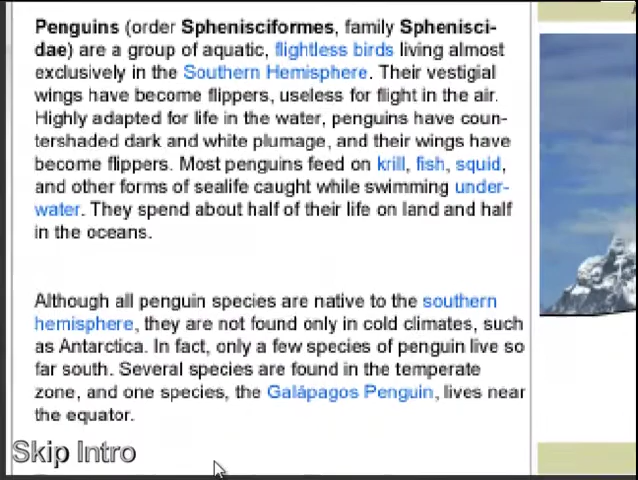 Penguins (order Sphenisciformes, family Sphenisci-
dae) are a group of aquatic, flightless birds living almost
exclusively in the Southern Hemisphere. Their vestigial
wings have become flippers, useless for flight in the air.
Highly adapted for life in the water, penguins have coun-
tershaded dark and white plumage, and their wings have
become flippers. Most penguins feed on krill, fish, squid,
and other forms of sealife caught while swimming under-
water. They spend about half of their life on land and half
in the oceans.
Although all penguin species are native to the southern
hemisphere, they are not found only in cold climates, such
as Antarctica. In fact, only a few species of penguin live so
far south. Several species are found in the temperate
zone, and one species, the Galápagos Penguin, lives near
the equator.
Skip Intro